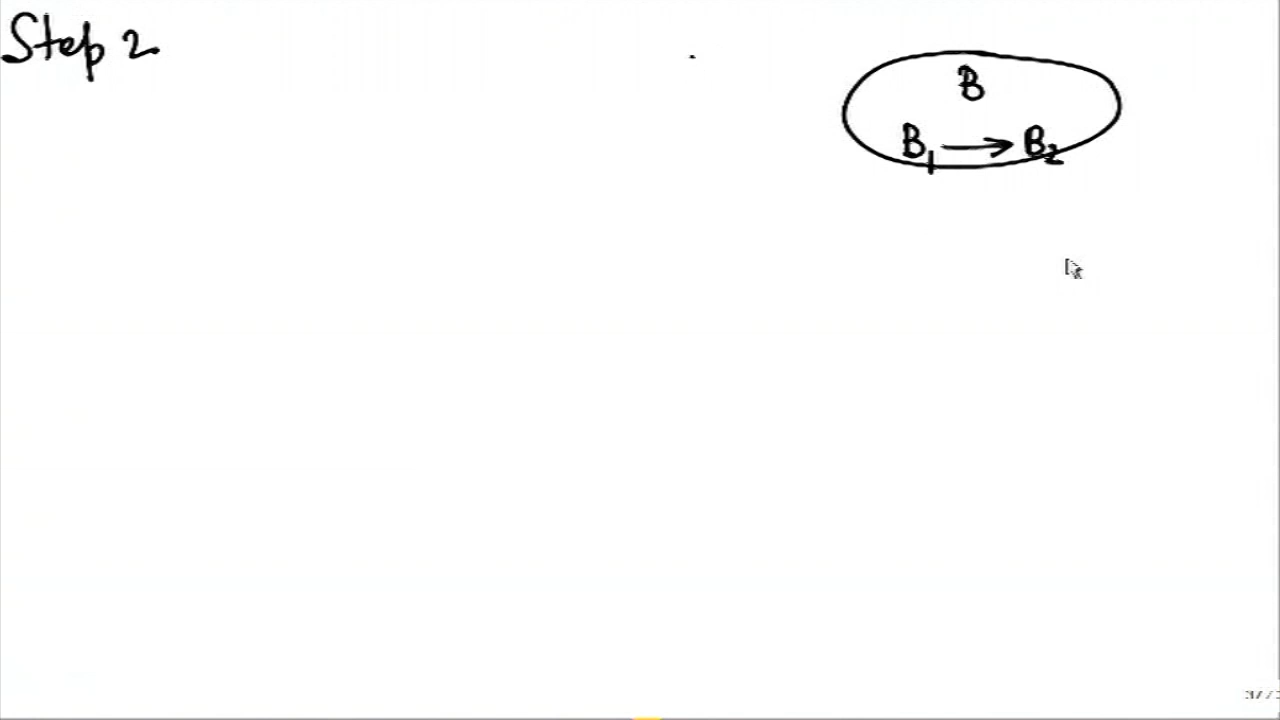 Step 2
B
B₁ → B₂